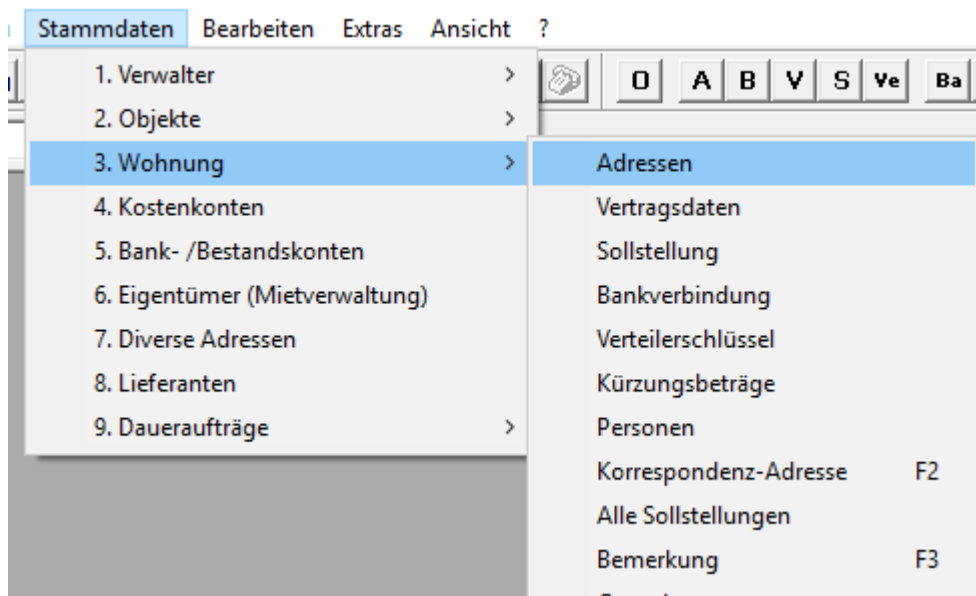 Stammdaten Bearbeiten Extras Ansicht ?
1. Verwalter >
O A B V S Ve Ba
2. Objekte >
3. Wohnung >
4. Kostenkonten
5. Bank- /Bestandskonten
6. Eigentümer (Mietverwaltung)
7. Diverse Adressen
8. Lieferanten
9. Daueraufträge >
Adressen
Vertragsdaten
Sollstellung
Bankverbindung
Verteilerschlüssel
Kürzungsbeträge
Personen
Korrespondenz-Adresse F2
Alle Sollstellungen
Bemerkung F3